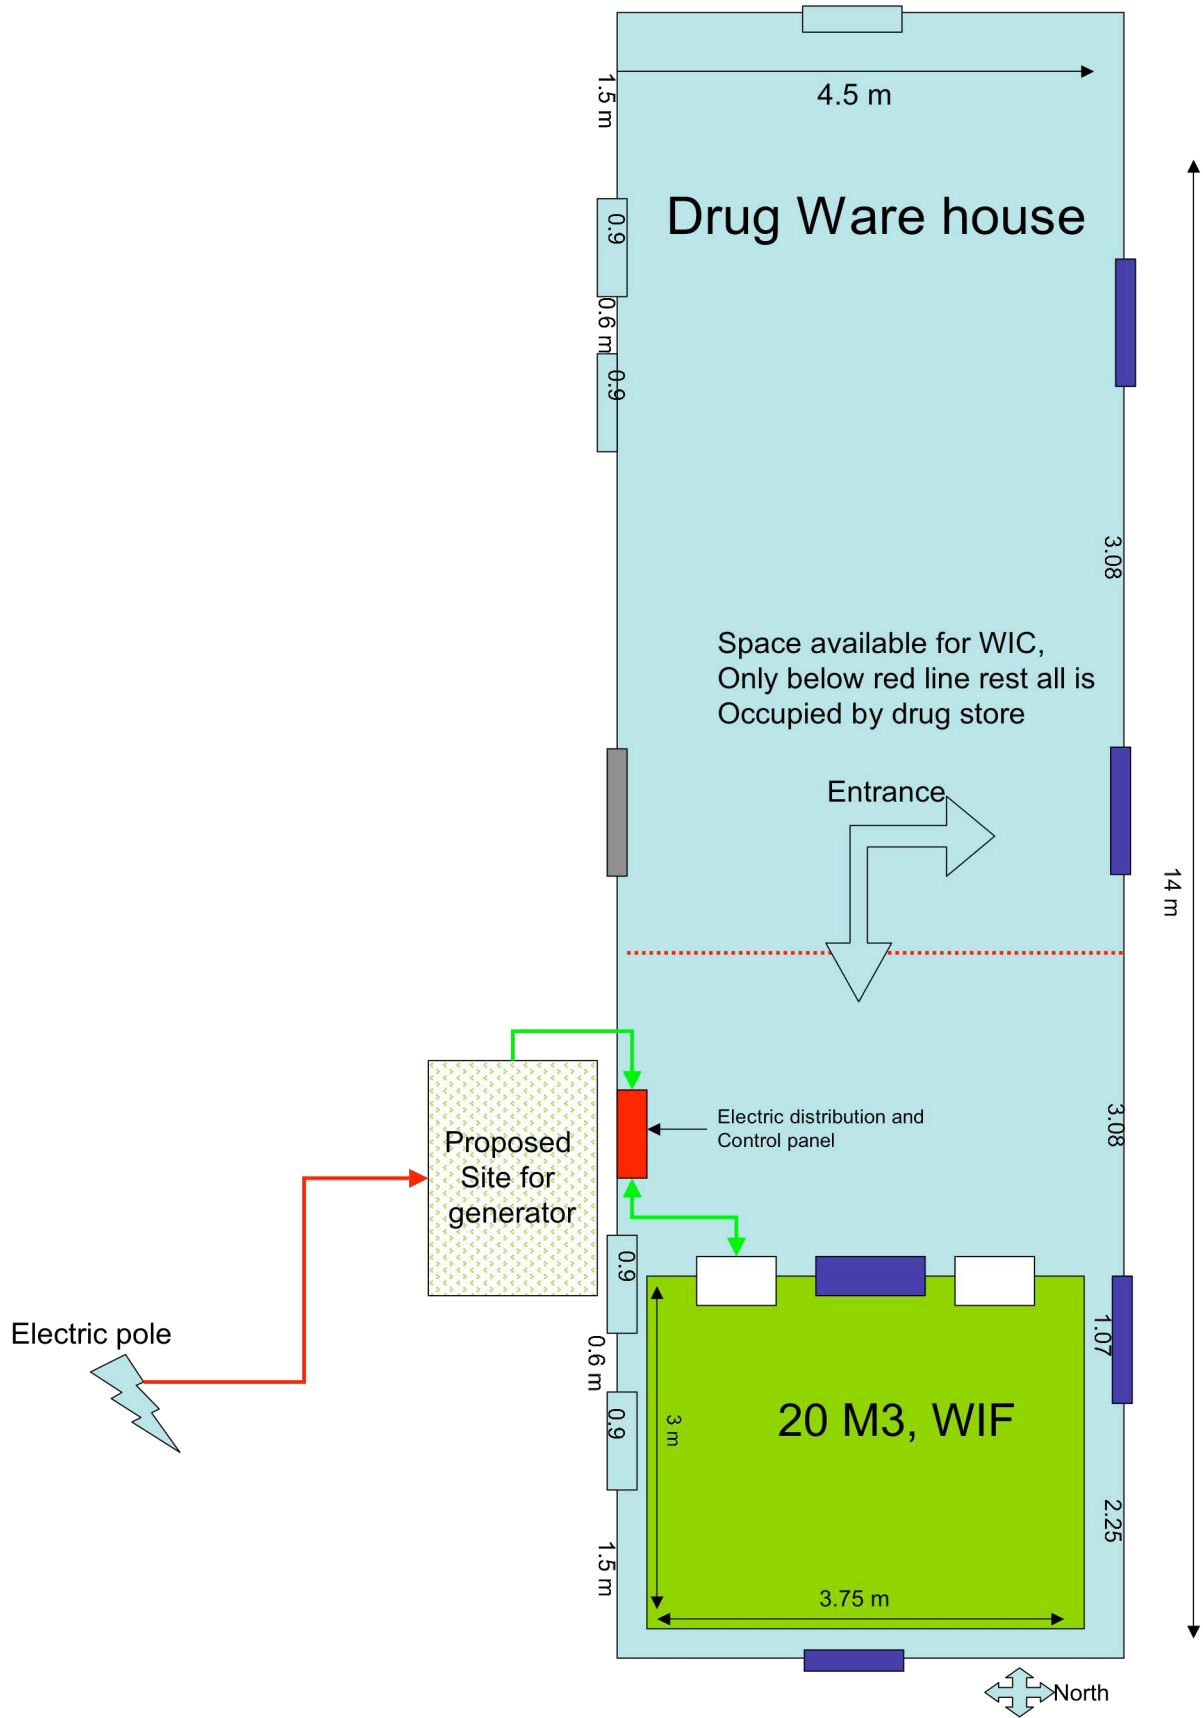 1.5 m
4.5 m
Drug Ware house
0.9
0.6 m
0.9
3.08
Space available for WIC,
Only below red line rest all is
Occupied by drug store
Entrance
14 m
Electric distribution and
Control panel
3.08
Proposed
Site for
generator
0.9
Electric pole
0.6 m
1.07
0.9
3 m
20 M3, WIF
2.25
1.5 m
3.75 m
North